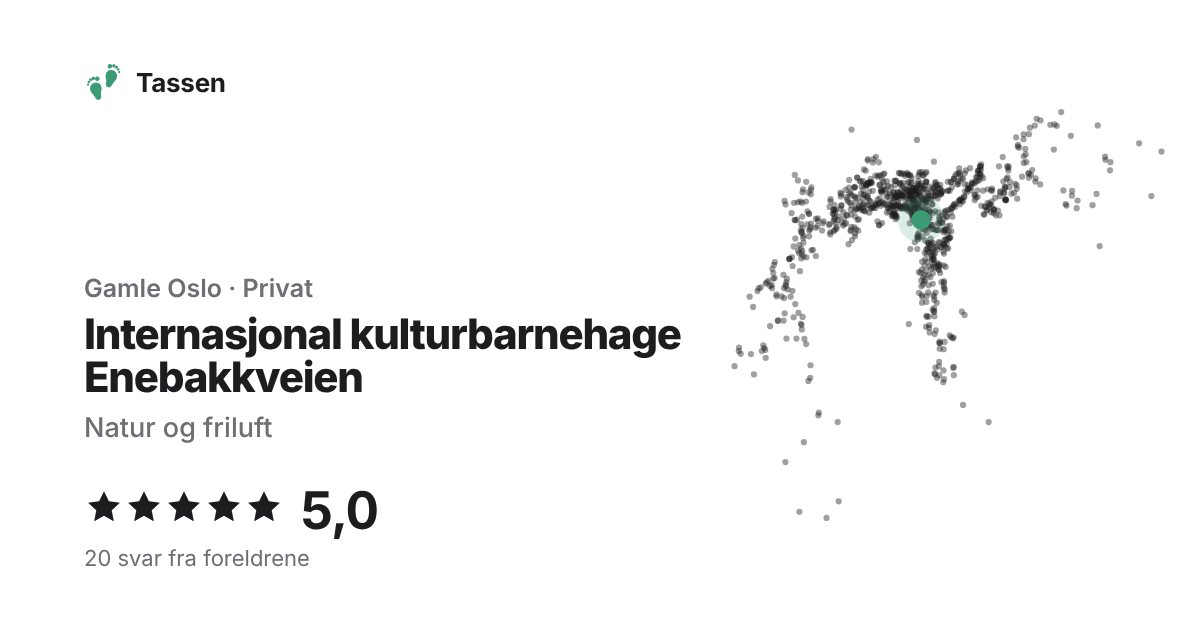 Tassen
Gamle Oslo · Privat
Internasjonal kulturbarnehage
Enebakkveien
Natur og friluft
5,0
20 svar fra foreldrene